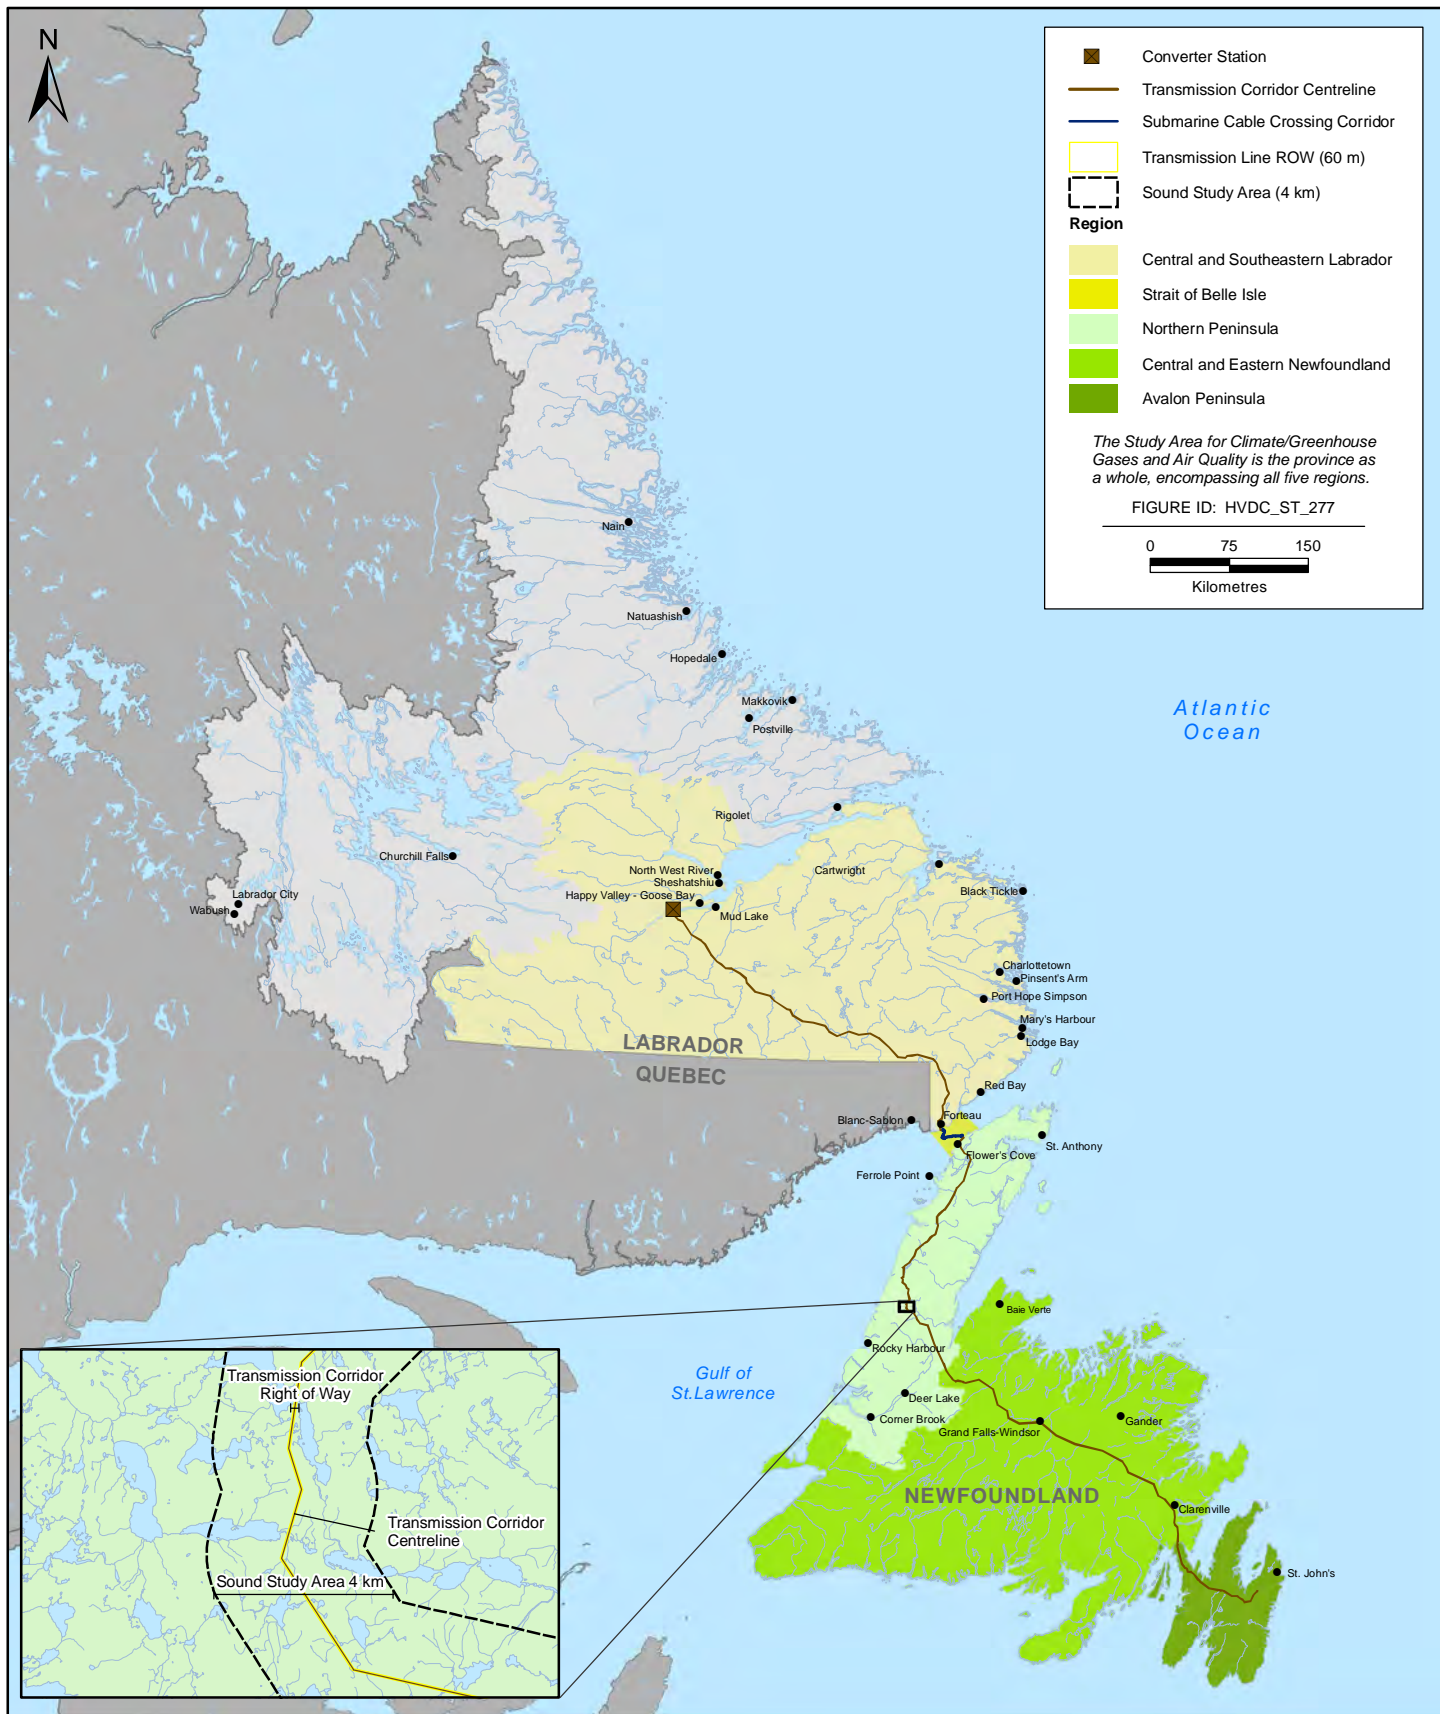 N
Converter Station
Transmission Corridor Centreline
Submarine Cable Crossing Corridor
Transmission Line ROW (60 m)
Sound Study Area (4 km)
Region
Central and Southeastern Labrador
Strait of Belle Isle
Northern Peninsula
Central and Eastern Newfoundland
Avalon Peninsula
The Study Area for Climate/Greenhouse
Gases and Air Quality is the province as
a whole, encompassing all five regions.
FIGURE ID: HVDC_ST_277
0 75 150
Kilometres
Nain
Natuashish
Hopedale
Makkovik
Postville
Atlantic
Ocean
Rigolet
Churchill Falls
North West River
Cartwright
Sheshatshiu
Black Tickle
Labrador City
Happy Valley - Goose Bay
Wabush
Mud Lake
Charlottetown
Pinsent's Arm
Port Hope Simpson
Mary's Harbour
Lodge Bay
LABRADOR
QUEBEC
Red Bay
Blanc-Sablon
Forteau
St. Anthony
Flower's Cove
Ferrole Point
Baie Verte
Rocky Harbour
Gulf of
St.Lawrence
Deer Lake
Corner Brook
Gander
Grand Falls-Windsor
NEWFOUNDLAND
Clarenville
St. John's
Transmission Corridor
Right of Way
Transmission Corridor
Centreline
Sound Study Area 4 km